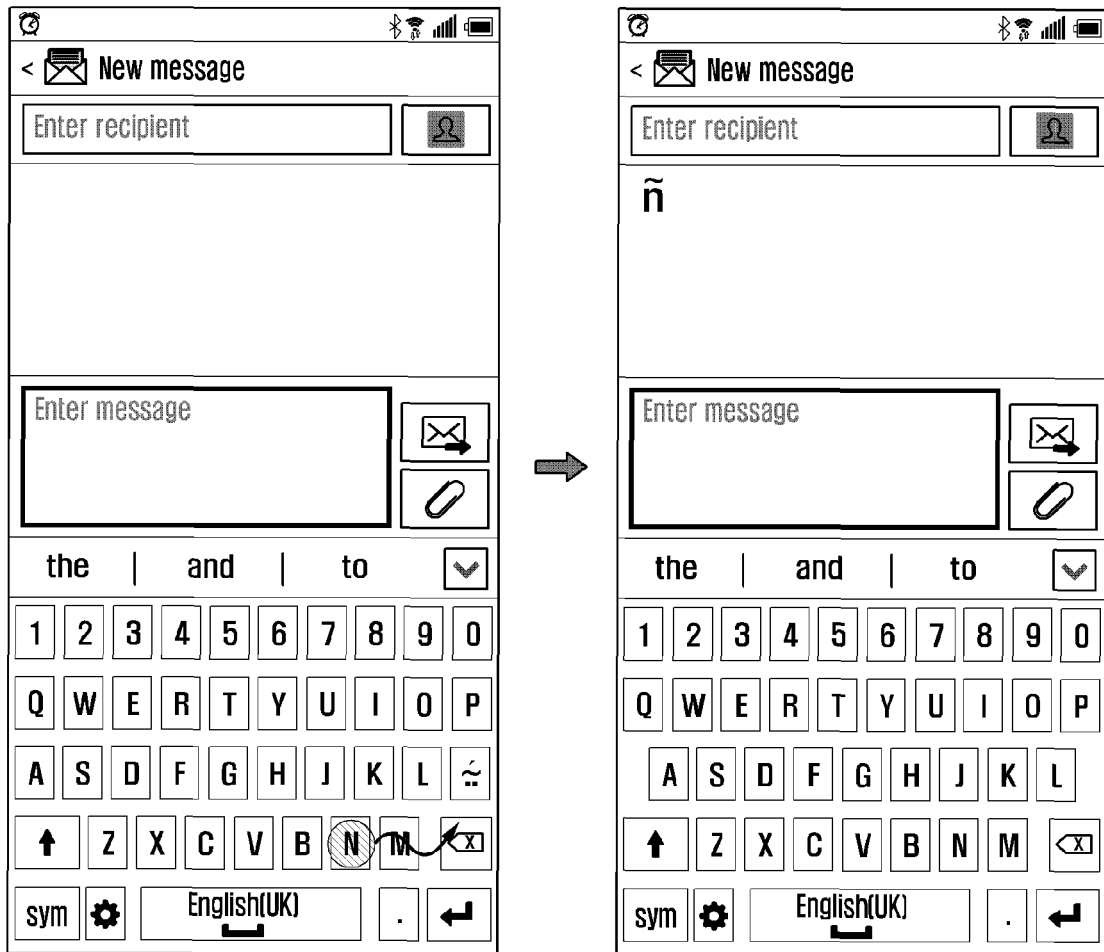 < New message
Enter recipient
Enter message
the | and | to
1 2 3 4 5 6 7 8 9 0
Q W E R T Y U I O P
A S D F G H J K L
Z X C V B N M X
sym English(UK) .
< New message
Enter recipient
ñ
Enter message
the | and | to
1 2 3 4 5 6 7 8 9 0
Q W E R T Y U I O P
A S D F G H J K L
Z X C V B N M X
sym English(UK) .